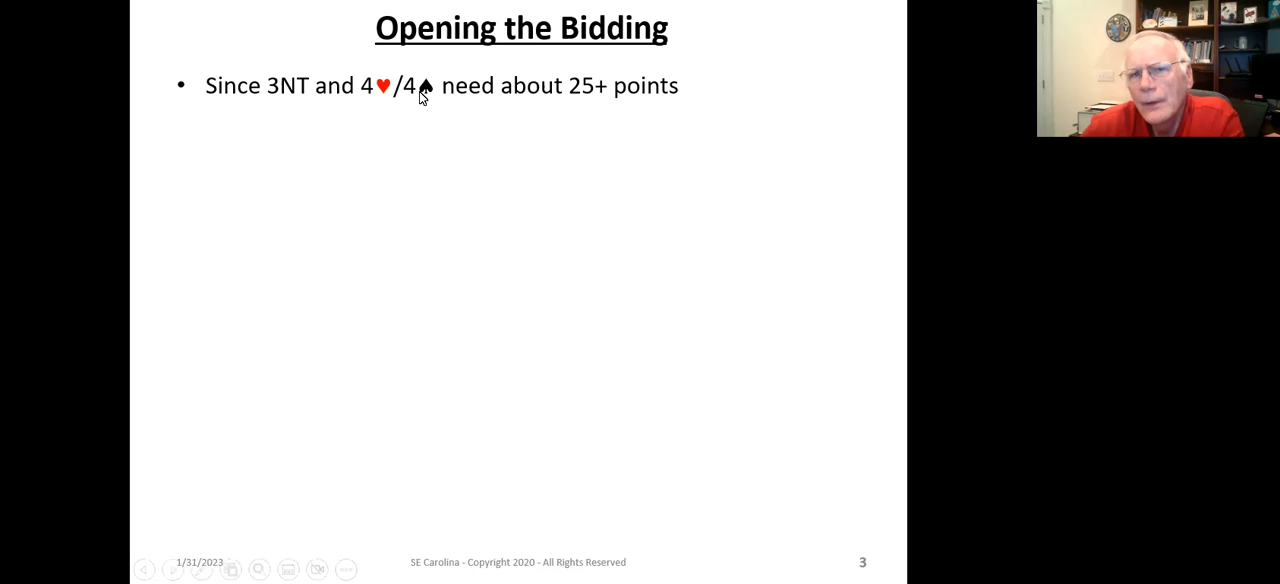 Opening the Bidding
• Since 3NT and 4♥/4♠ need about 25+ points
1/31/2023
SE Carolina - Copyright 2020 - All Rights Reserved
3